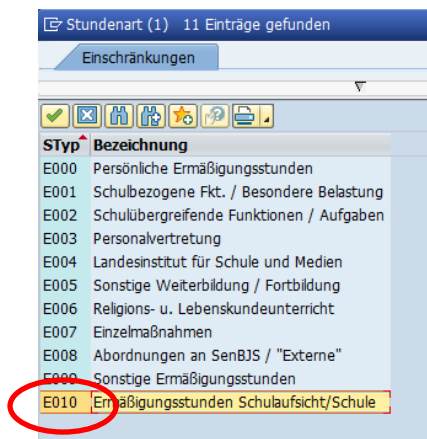 Stundenart (1) 11 Einträge gefunden
Einschränkungen
STyp Bezeichnung
E000 Persönliche Ermäßigungsstunden
E001 Schulbezogene Fkt. / Besondere Belastung
E002 Schulübergreifende Funktionen / Aufgaben
E003 Personalvertretung
E004 Landesinstitut für Schule und Medien
E005 Sonstige Weiterbildung / Fortbildung
E006 Religions- u. Lebenskundeunterricht
E007 Einzelmaßnahmen
E008 Abordnungen an SenBJS / "Externe"
E009 Sonstige Ermäßigungsstunden
E010 Ermäßigungsstunden Schulaufsicht/Schule